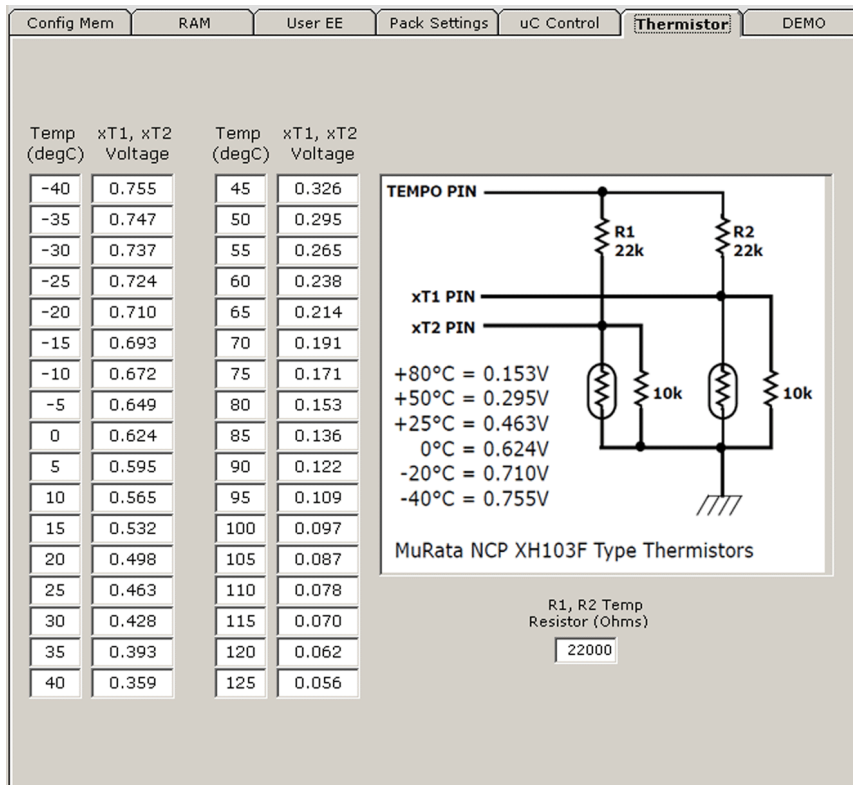 Config Mem RAM User EE Pack Settings uC Control Thermistor DEMO
Temp xT1, xT2 Temp xT1, xT2
(degC) Voltage (degC) Voltage
-40 0.755 45 0.326
-35 0.747 50 0.295
-30 0.737 55 0.265
-25 0.724 60 0.238
-20 0.710 65 0.214
-15 0.693 70 0.191
-10 0.672 75 0.171
-5 0.649 80 0.153
0 0.624 85 0.136
5 0.595 90 0.122
10 0.565 95 0.109
15 0.532 100 0.097
20 0.498 105 0.087
25 0.463 110 0.078
30 0.428 115 0.070
35 0.393 120 0.062
40 0.359 125 0.056
TEMPO PIN
R1 R2
22k 22k
xT1 PIN
xT2 PIN
10k 10k
+80°C = 0.153V
+50°C = 0.295V
+25°C = 0.463V
0°C = 0.624V
-20°C = 0.710V
-40°C = 0.755V
MuRata NCP XH103F Type Thermistors
R1, R2 Temp
Resistor (Ohms)
22000